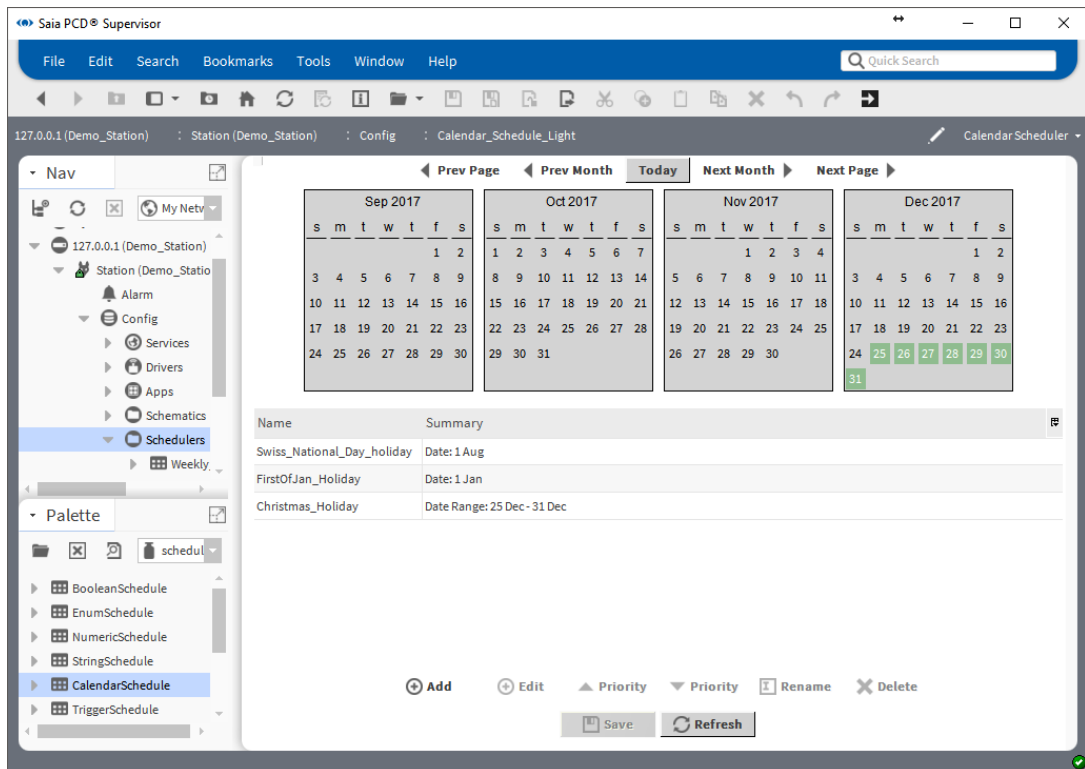 Saia PCD® Supervisor
File Edit Search Bookmarks Tools Window Help Quick Search
127.0.0.1 (Demo_Station) : Station (Demo_Station) : Config : Calendar_Schedule_Light Calendar Scheduler
Nav
My Netv
127.0.0.1 (Demo_Station)
Station (Demo_Statio
Alarm
Config
Services
Drivers
Apps
Schematics
Schedulers
Weekly
Palette
schedul
BooleanSchedule
EnumSchedule
NumericSchedule
StringSchedule
CalendarSchedule
TriggerSchedule
Prev Page Prev Month Today Next Month Next Page
Sep 2017
s m t w t f s
1 2
3 4 5 6 7 8 9
10 11 12 13 14 15 16
17 18 19 20 21 22 23
24 25 26 27 28 29 30
Oct 2017
s m t w t f s
1 2 3 4 5 6 7
8 9 10 11 12 13 14
15 16 17 18 19 20 21
22 23 24 25 26 27 28
29 30 31
Nov 2017
s m t w t f s
1 2 3 4
5 6 7 8 9 10 11
12 13 14 15 16 17 18
19 20 21 22 23 24 25
26 27 28 29 30
Dec 2017
s m t w t f s
1 2
3 4 5 6 7 8 9
10 11 12 13 14 15 16
17 18 19 20 21 22 23
24 25 26 27 28 29 30
31
Name Summary
Swiss_National_Day_holiday Date: 1 Aug
FirstOfJan_Holiday Date: 1 Jan
Christmas_Holiday Date Range: 25 Dec - 31 Dec
Add Edit Priority Priority Rename Delete
Save Refresh